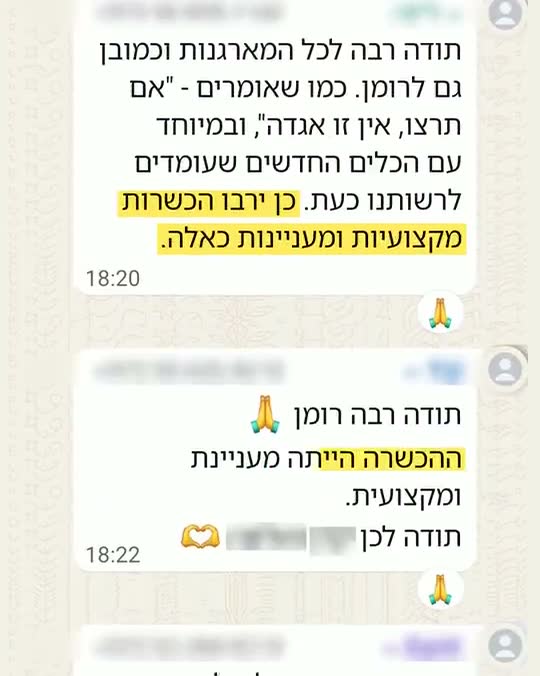 תודה רבה לכל המארגנות וכמובן
גם לרומן. כמו שאומרים - "אם
תרצו, אין זו אגדה", ובמיוחד
עם הכלים החדשים שעומדים
לרשותנו כעת. כן ירבו הכשרות
מקצועיות ומעניינות כאלה.
18:20
תודה רבה רומן 🙏
ההכשרה הייתה מעניינת
ומקצועית.
תודה לכן
18:22